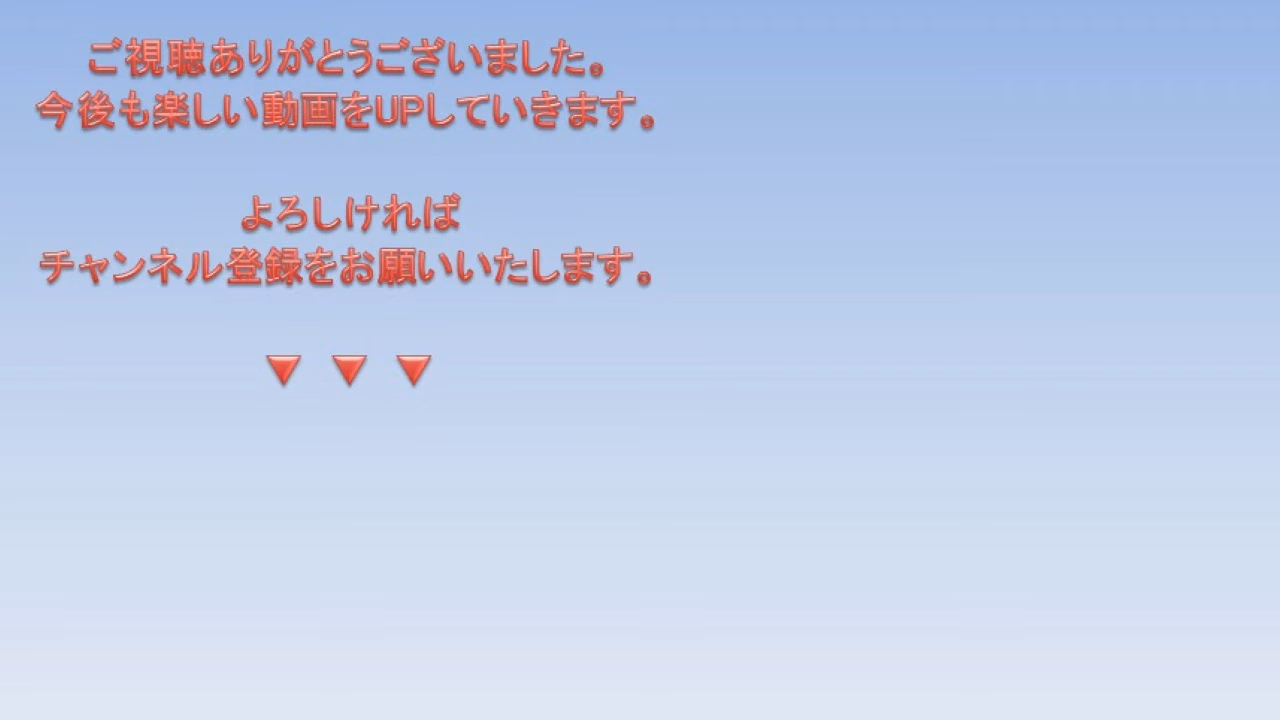 ご視聴ありがとうございました。
今後も楽しい動画をUPしていきます。
よろしければ
チャンネル登録をお願いいたします。
▼ ▼ ▼